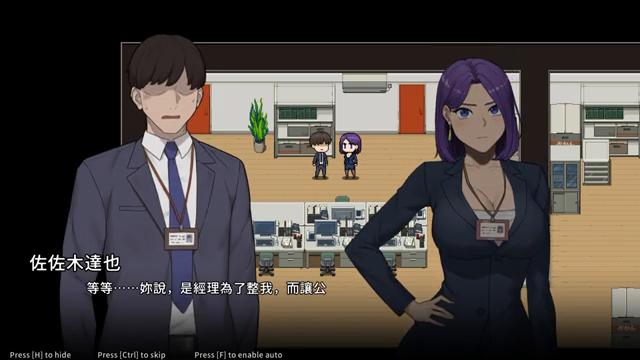 佐佐木達也
等等……妳說，是經理為了整我，而讓公
Press [H] to hide
Press [Ctrl] to skip
Press [F] to enable auto